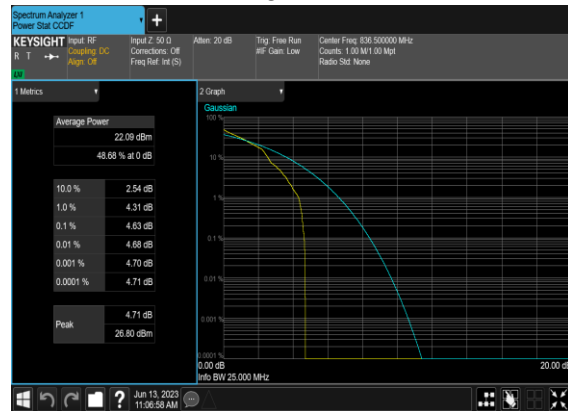 Spectrum Analyzer 1
Power Stat CCDF
KEYSIGHT
R T
LXI
Input: RF
Coupling: DC
Align: Off
Input Z: 50 Ω
Corrections: Off
Freq Ref: Int (S)
Atten: 20 dB
Trig: Free Run
#IF Gain: Low
Center Freq: 836.500000 MHz
Counts: 1.00 M/1.00 Mpt
Radio Std: None
1 Metrics
Average Power
22.09 dBm
48.68 % at 0 dB
10.0 % 2.54 dB
1.0 % 4.31 dB
0.1 % 4.63 dB
0.01 % 4.68 dB
0.001 % 4.70 dB
0.0001 % 4.71 dB
Peak
4.71 dB
26.80 dBm
2 Graph
Gaussian
100 %
10 %
1 %
0.1 %
0.01 %
0.001 %
0.0001 %
0.00 dB
20.00 dB
Info BW 25.000 MHz
?
Jun 13, 2023
11:06:58 AM